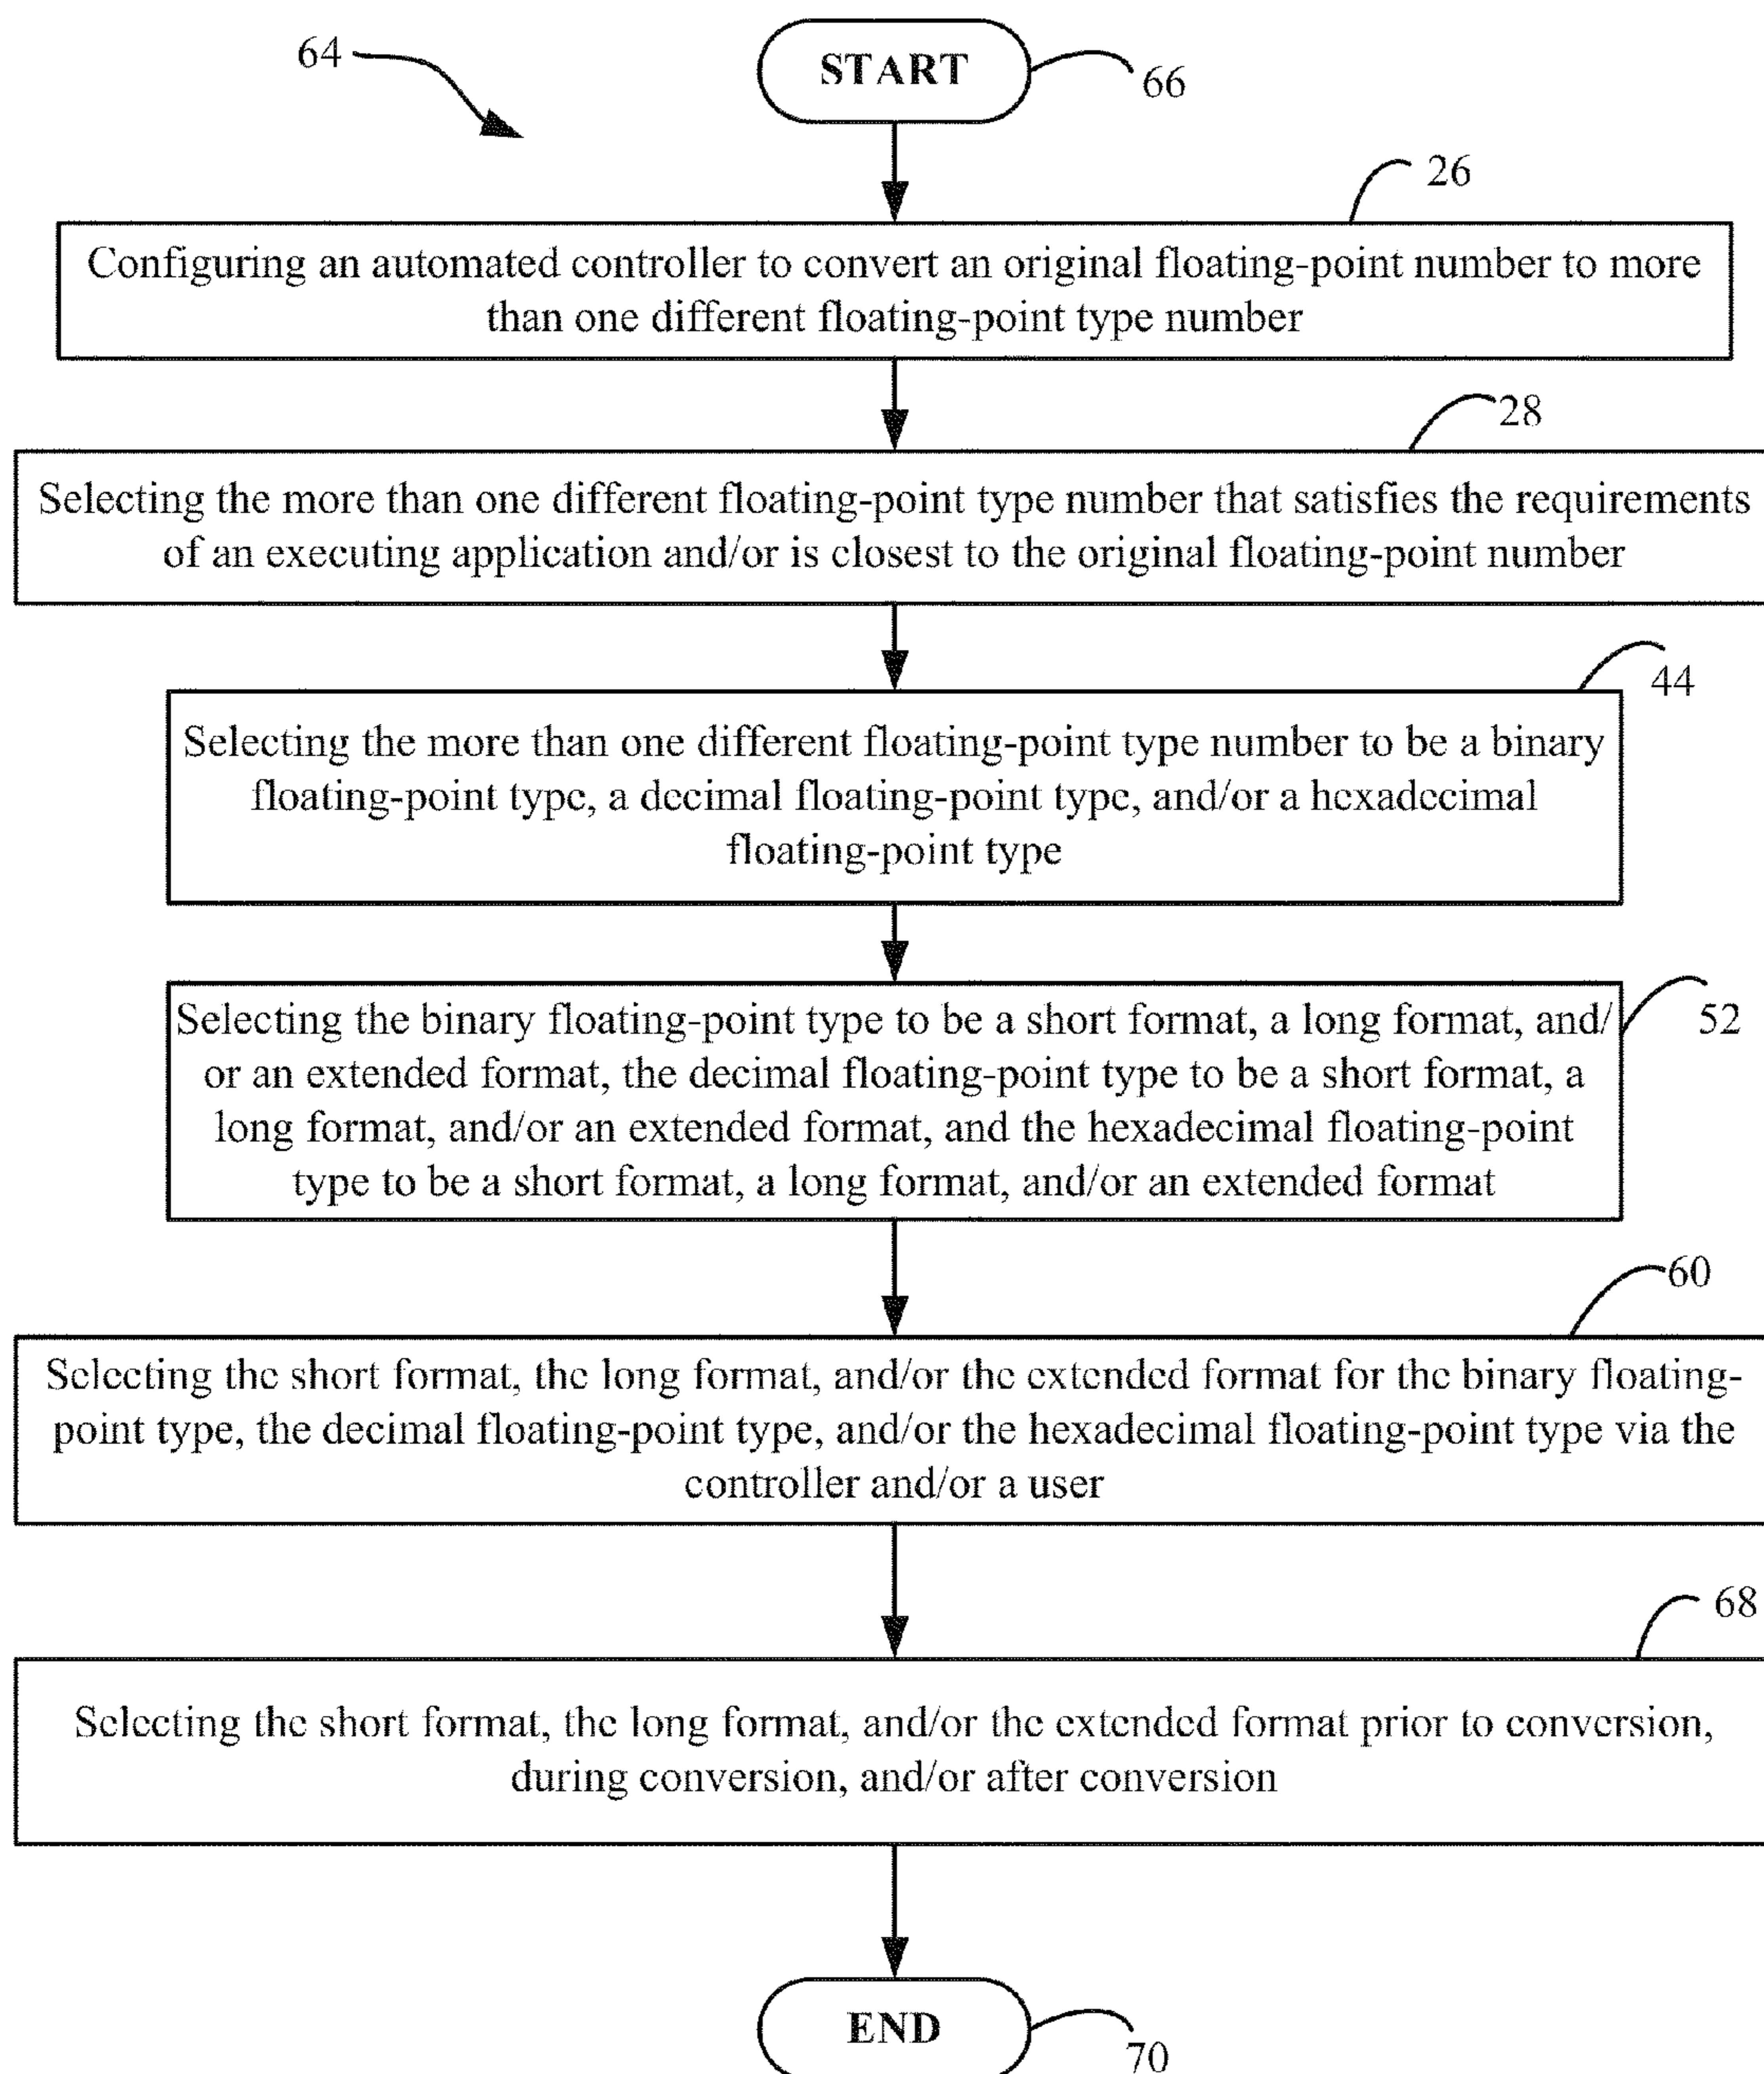 64
START
66
26
Configuring an automated controller to convert an original floating-point number to more
than one different floating-point type number
28
Selecting the more than one different floating-point type number that satisfies the requirements
of an executing application and/or is closest to the original floating-point number
44
Selecting the more than one different floating-point type number to be a binary
floating-point type, a decimal floating-point type, and/or a hexadecimal
floating-point type
52
Selecting the binary floating-point type to be a short format, a long format, and/
or an extended format, the decimal floating-point type to be a short format, a
long format, and/or an extended format, and the hexadecimal floating-point
type to be a short format, a long format, and/or an extended format
60
Selecting the short format, the long format, and/or the extended format for the binary floating-
point type, the decimal floating-point type, and/or the hexadecimal floating-point type via the
controller and/or a user
68
Selecting the short format, the long format, and/or the extended format prior to conversion,
during conversion, and/or after conversion
END
70